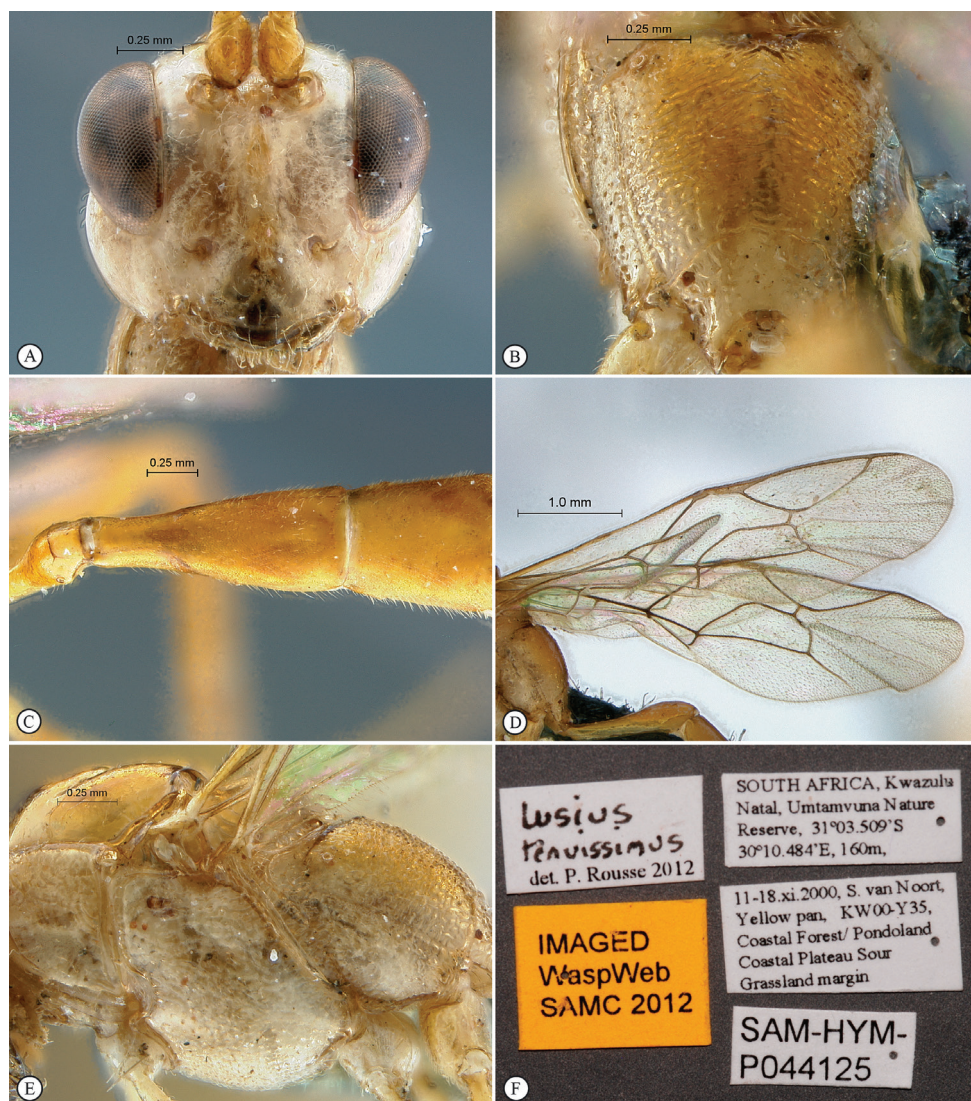 0.25 mm
A
0.25 mm
B
0.25 mm
C
1.0 mm
D
0.25 mm
E
Lusius
tenuissimus
det. P. Rousse 2012
IMAGED
WaspWeb
SAMC 2012
SOUTH AFRICA, Kwazulu
Natal, Umtamvuna Nature
Reserve, 31°03.509'S
30°10.484'E, 160m,
11-18.xi.2000, S. van Noort,
Yellow pan, KW00-Y35,
Coastal Forest/ Pondoland
Coastal Plateau Sour
Grassland margin
SAM-HYM-
P044125
F